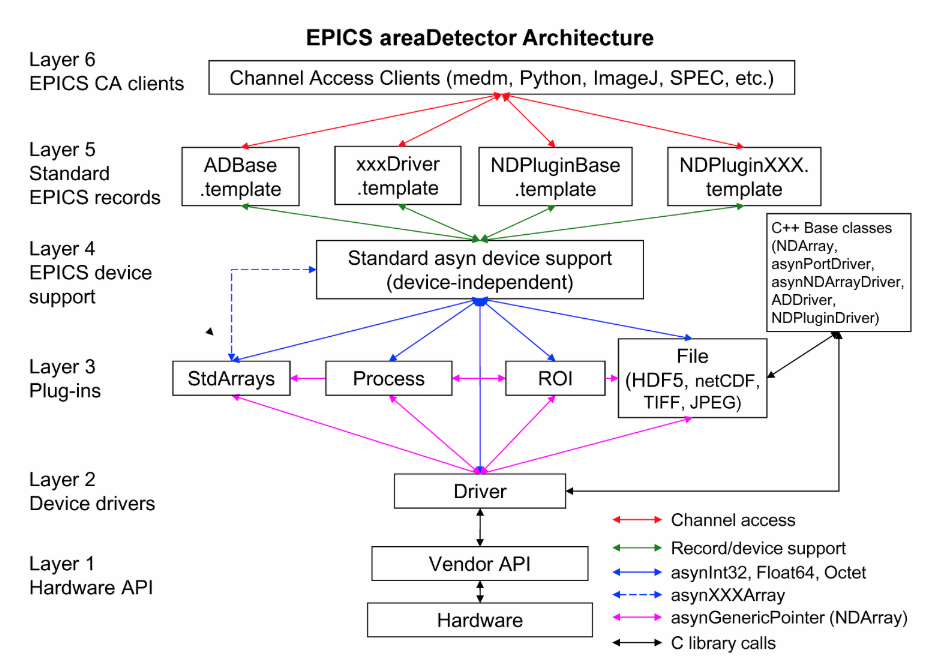 EPICS areaDetector Architecture
Layer 6
EPICS CA clients
Channel Access Clients (medm, Python, ImageJ, SPEC, etc.)
Layer 5
Standard
EPICS records
ADBase
.template
xxxDriver
.template
NDPluginBase
.template
NDPluginXXX.
template
Layer 4
EPICS device
support
Standard asyn device support
(device-independent)
C++ Base classes
(NDArray,
asynPortDriver,
asynNDArrayDriver,
ADDriver,
NDPluginDriver)
Layer 3
Plug-ins
StdArrays
Process
ROI
File
(HDF5, netCDF,
TIFF, JPEG)
Layer 2
Device drivers
Driver
Layer 1
Hardware API
Vendor API
Hardware
Channel access
Record/device support
asynInt32, Float64, Octet
asynXXXArray
asynGenericPointer (NDArray)
C library calls